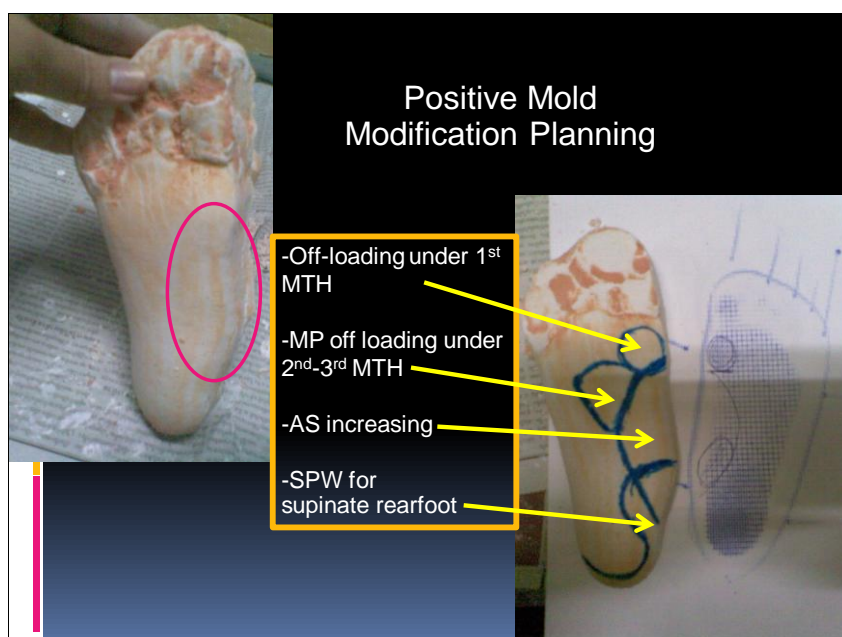 Positive Mold
Modification Planning
-Off-loading under 1st
MTH
-MP off loading under
2nd-3rd MTH
-AS increasing
-SPW for
supinate rearfoot